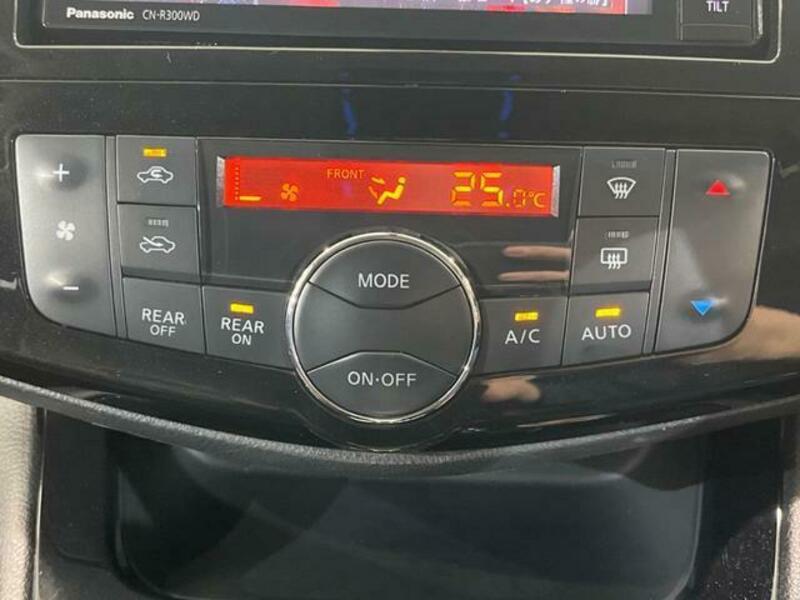 Panasonic CN-R300WD
TILT
FRONT
25.0°C
+
−
MODE
REAR
OFF
REAR
ON
A/C
AUTO
ON·OFF